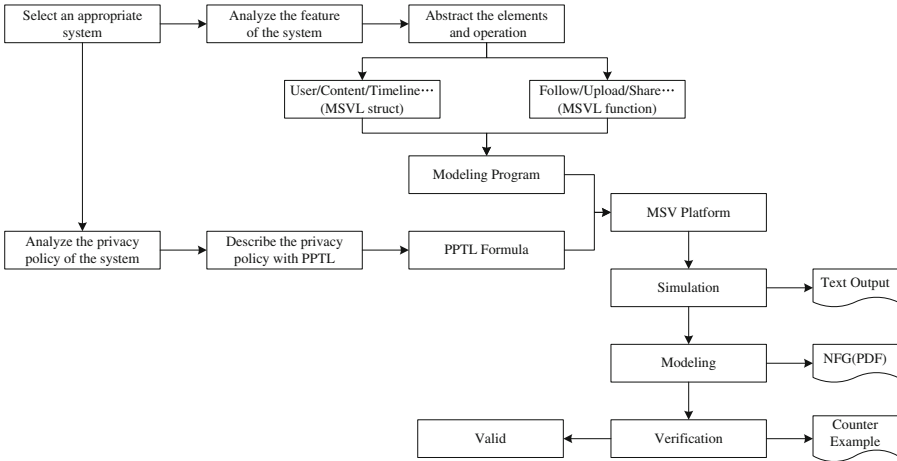 Select an appropriate
system
Analyze the feature
of the system
Abstract the elements
and operation
User/Content/Timeline⋯
(MSVL struct)
Follow/Upload/Share⋯
(MSVL function)
Modeling Program
MSV Platform
Analyze the privacy
policy of the system
Describe the privacy
policy with PPTL
PPTL Formula
Simulation
Text Output
Modeling
NFG(PDF)
Valid
Verification
Counter
Example